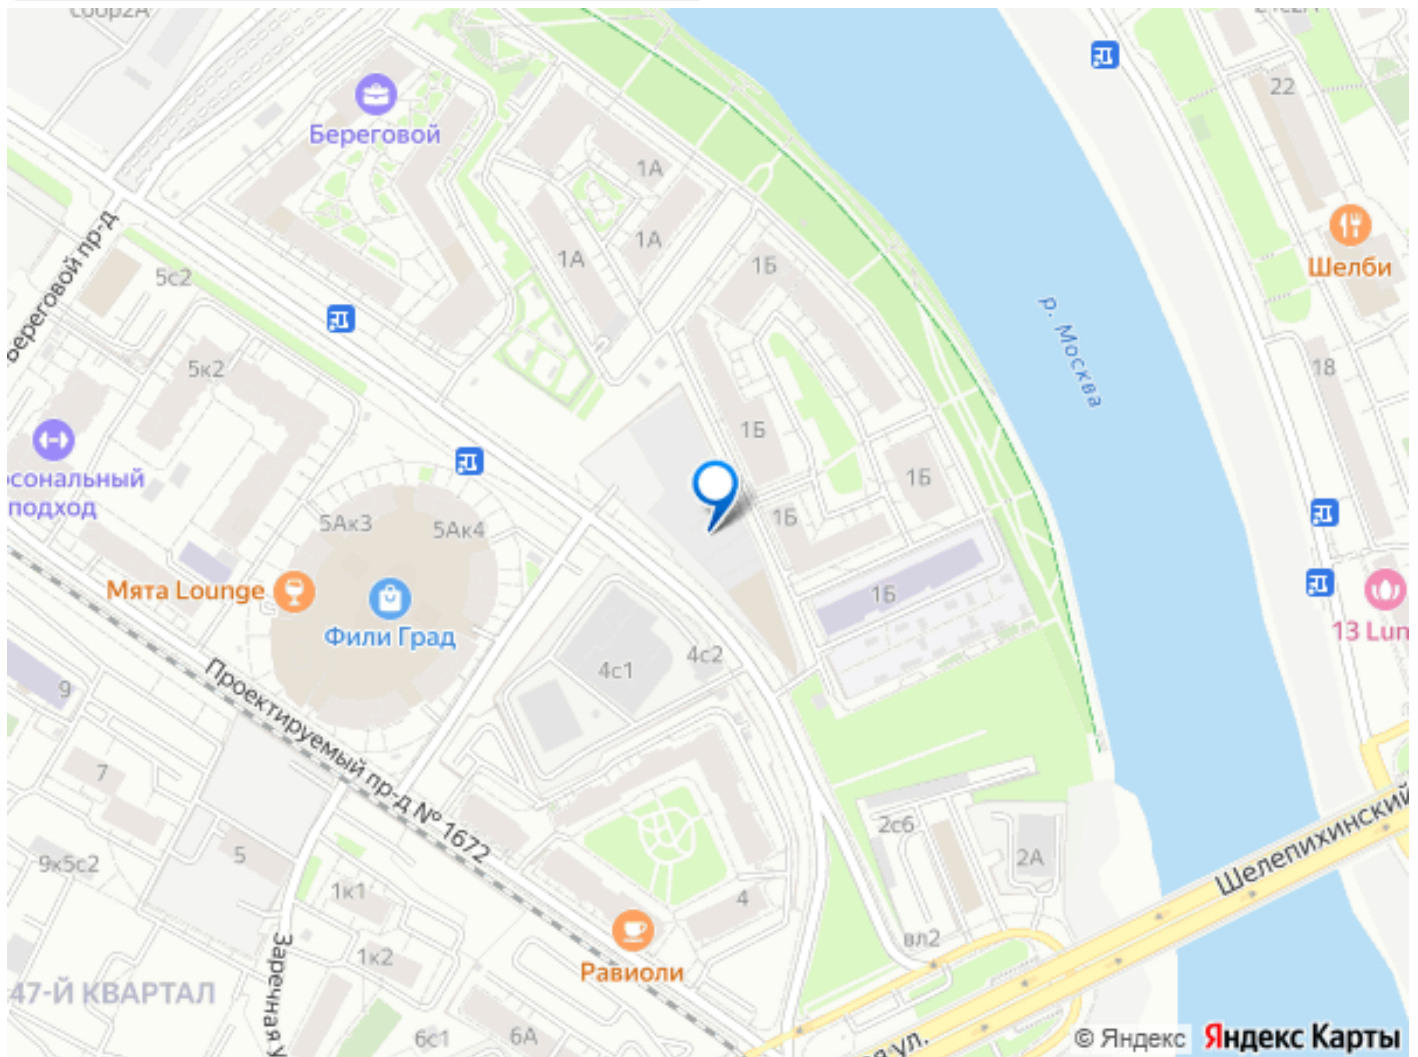 22
Береговой
1А
Шелби
1А
1А
1Б
Береговой пр-д
5с2
р. Москва
5к2
18
1Б
сональный
подход
1Б
1Б
5Ак3
5Ак4
Мята Lounge
1Б
Фили Град
13 Lun
4с2
4с1
9
Проектируемый пр-д № 1672
7
2с6
5
2А
Шелепихинский
9к5с2
1к1
4
вл2
1к2
Равиоли
Заречная у
47-Й КВАРТАЛ
6с1
6А
ул.
© Яндекс
Яндекс Карты